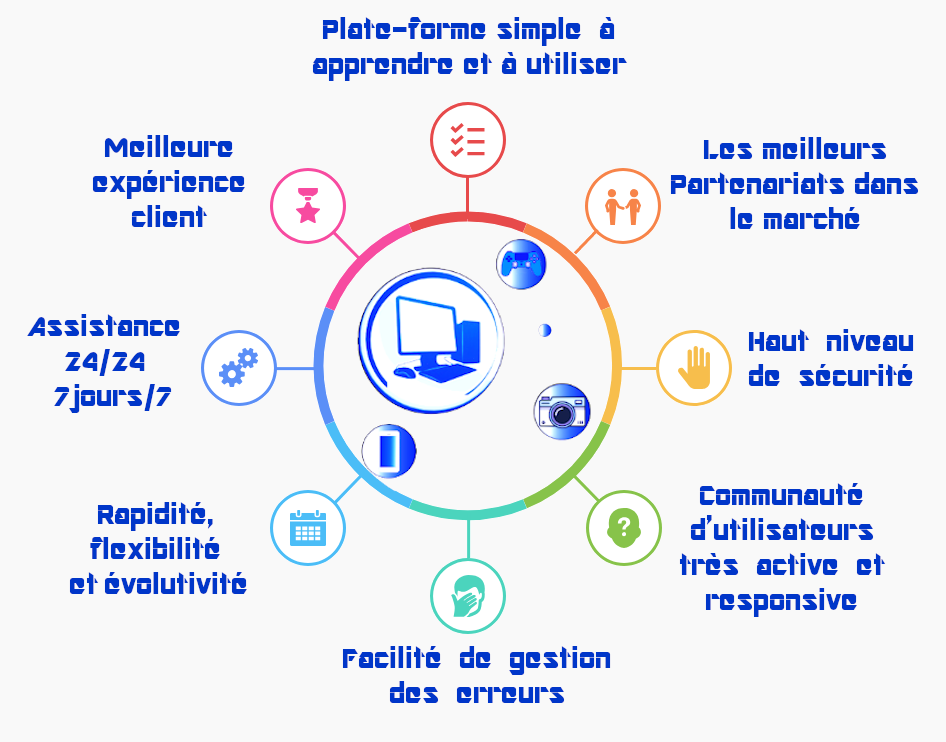 Plate-forme simple à
apprendre et à utiliser
Les meilleurs
Partenariats dans
le marché
Haut niveau
de sécurité
Communauté
d'utilisateurs
très active et
responsive
Facilité de gestion
des erreurs
Rapidité,
flexibilité
et évolutivité
Assistance
24/24
7jours/7
Meilleure
expérience
client
?